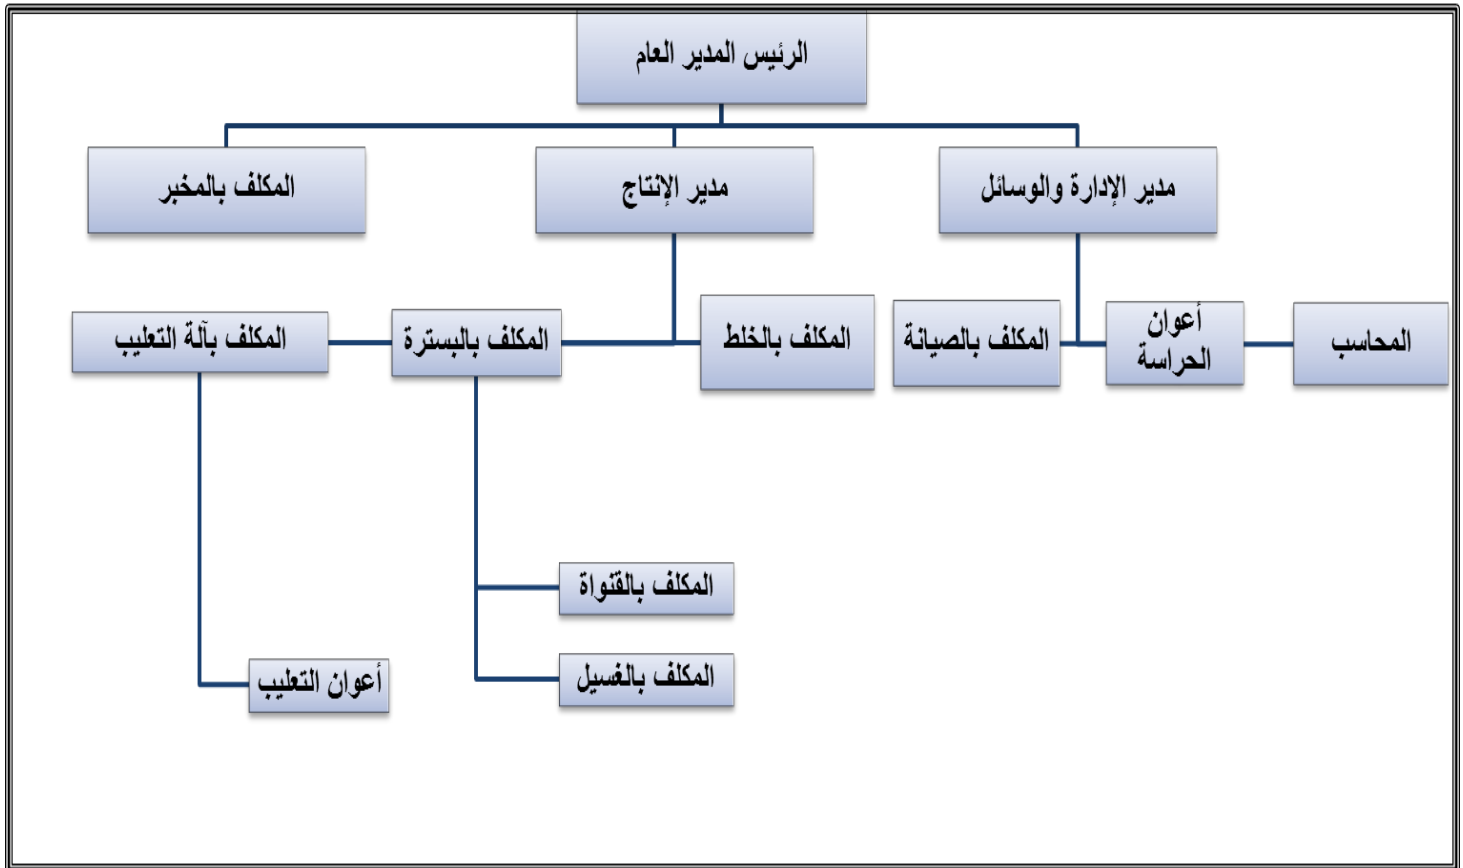 الرئيس المدير العام
مدير الإدارة والوسائل
مدير الإنتاج
المكلف بالمخبر
المحاسب
أعوان
الحراسة
المكلف بالصيانة
المكلف بالخلط
المكلف بالبسترة
المكلف بآلة التعليب
المكلف بالقنواة
المكلف بالغسيل
أعوان التعليب